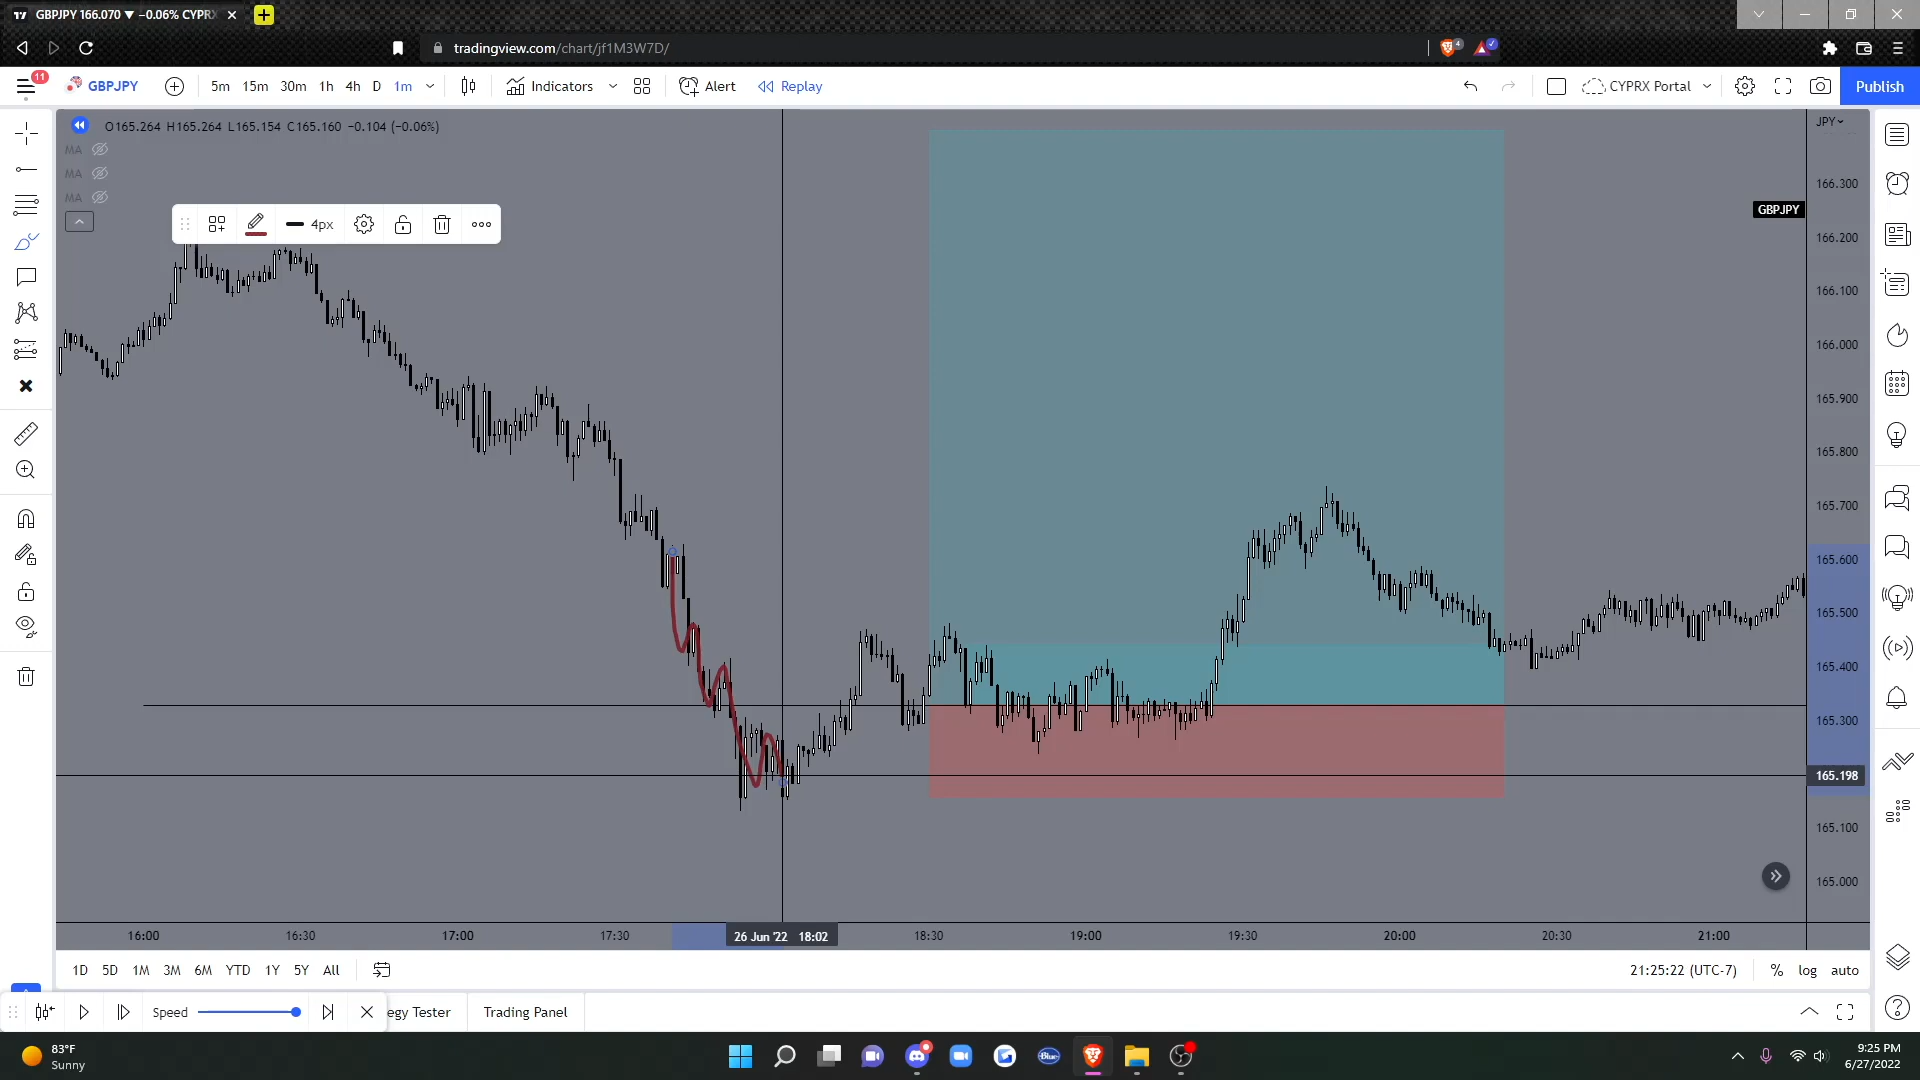 GBPJPY 166.070 ▼ −0.06% CYPRX
tradingview.com/chart/jf1M3W7D/
4
11
GBPJPY
5m 15m 30m 1h 4h D 1m
Indicators
Alert
Replay
CYPRX Portal
Publish
O165.264 H165.264 L165.154 C165.160 −0.104 (−0.06%)
JPY
MA
MA
MA
4px
GBPJPY
166.300
166.200
166.100
166.000
165.900
165.800
165.700
165.600
165.500
165.400
165.300
165.198
165.100
165.000
16:00 16:30 17:00 17:30 26 Jun '22 18:02 18:30 19:00 19:30 20:00 20:30 21:00
1D 5D 1M 3M 6M YTD 1Y 5Y All
21:25:22 (UTC-7) % log auto
Speed
egy Tester
Trading Panel
83°F
Sunny
Blue
9:25 PM
6/27/2022